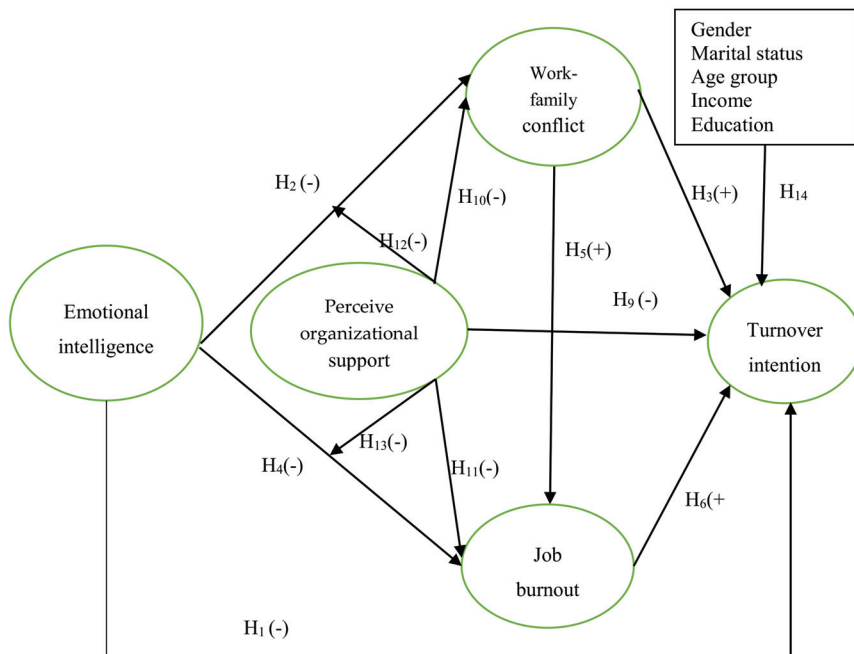 Gender
Marital status
Age group
Income
Education
Work-
family
conflict
H2 (-)
H10(-)
H3(+)
H14
H12(-)
H5(+)
Emotional
intelligence
Perceive
organizational
support
H9 (-)
Turnover
intention
H13(-)
H4(-)
H11(-)
H6(+
Job
burnout
H1 (-)